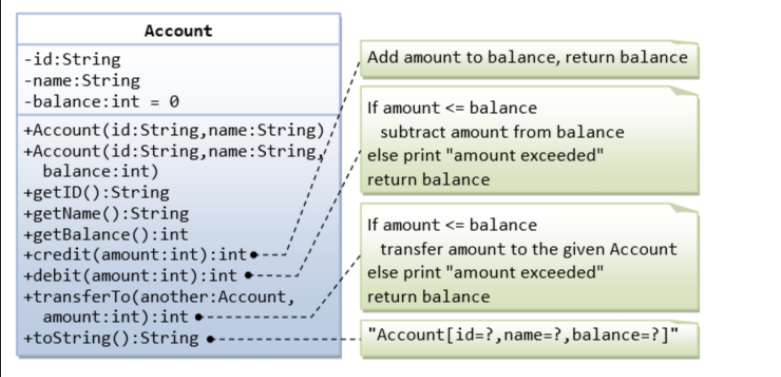 Account
-id:String
-name:String
-balance:int = 0
+Account(id:String,name:String)
+Account(id:String,name:String,
balance:int)
+getID():String
+getName():String
+getBalance():int
+credit(amount:int):int
+debit(amount:int):int
+transferTo(another:Account,
amount:int):int
+toString():String
Add amount to balance, return balance
If amount <= balance
subtract amount from balance
else print "amount exceeded"
return balance
If amount <= balance
transfer amount to the given Account
else print "amount exceeded"
return balance
"Account[id=?,name=?,balance=?]"